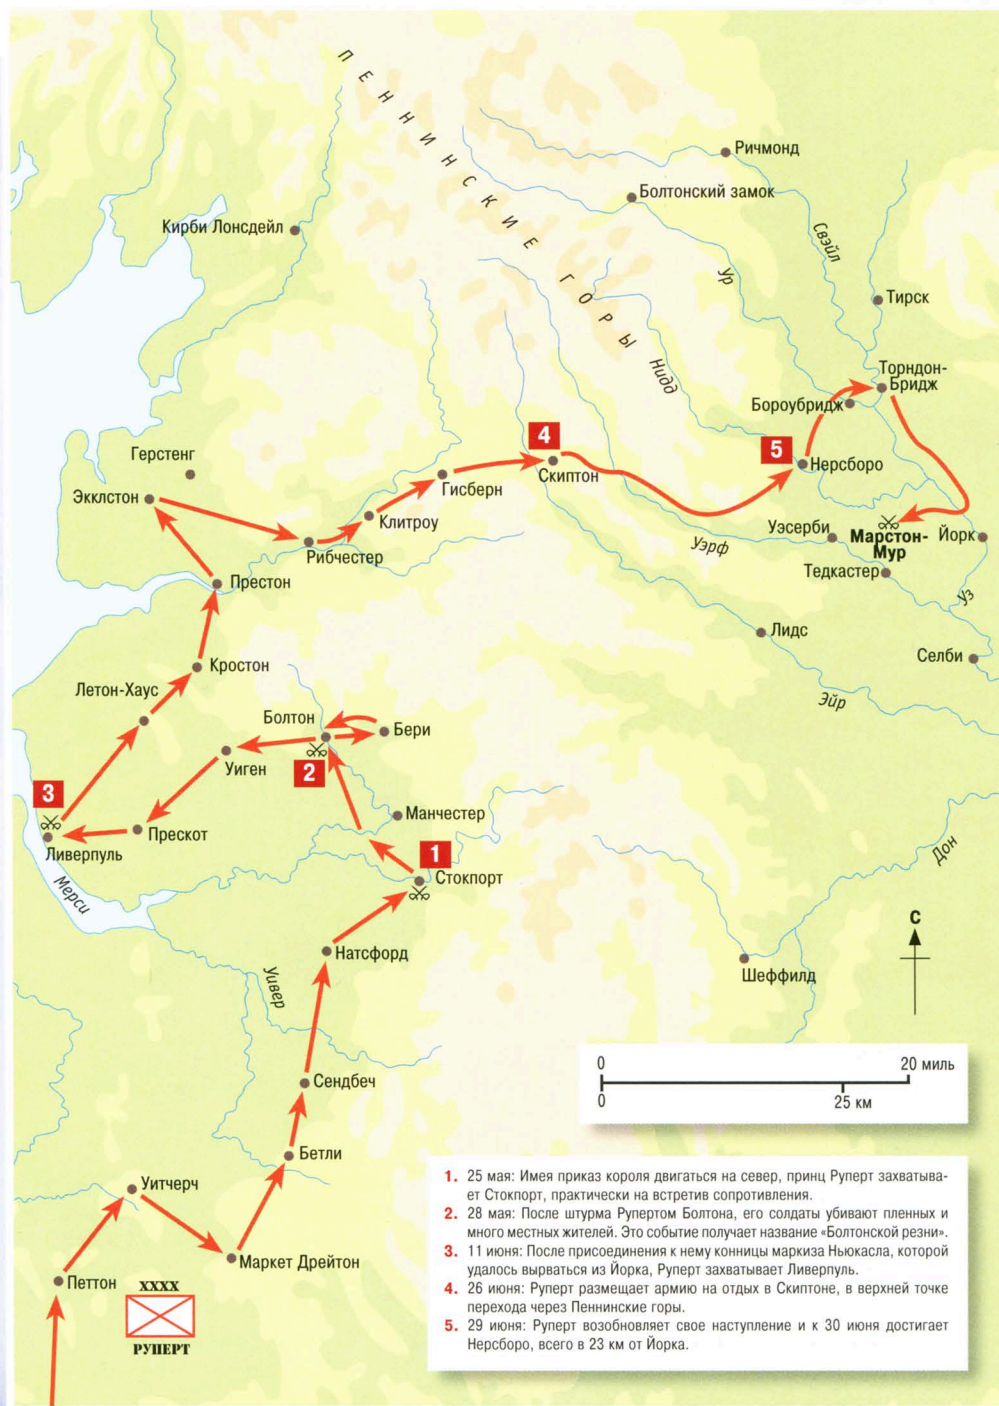 ПЕННИНСКИЕ ГОРЫ
Ричмонд
Болтонский замок
Кирби Лонсдейл
Свэйл
Ур
Тирск
Нидд
Торндон-
Бридж
Бороубридж
4
5
Герстенг
Нерсборо
Экклстон
Скиптон
Гисберн
Клитроу
Уэсерби
Марстон-
Мур
Йорк
Рибчестер
Уэрф
Тедкастер
Престон
Уз
Лидс
Кростон
Селби
Летон-Хаус
Эйр
Болтон
Бери
Уиген
2
3
Манчестер
Прескот
Ливерпуль
1
Дон
Стокпорт
Мерси
С
Натсфорд
Шеффилд
Уивер
0
20 миль
0
25 км
Сендбеч
Бетли
Уитчерч
Маркет Дрейтон
Петтон
XXXX
РУПЕРТ
1. 25 мая: Имея приказ короля двигаться на север, принц Руперт захватыва-
ет Стокпорт, практически на встретив сопротивления.
2. 28 мая: После штурма Рупертом Болтона, его солдаты убивают пленных и
много местных жителей. Это событие получает название «Болтонской резни».
3. 11 июня: После присоединения к нему конницы маркиза Ньюкасла, которой
удалось вырваться из Йорка, Руперт захватывает Ливерпуль.
4. 26 июня: Руперт размещает армию на отдых в Скиптоне, в верхней точке
перехода через Пеннинские горы.
5. 29 июня: Руперт возобновляет свое наступление и к 30 июня достигает
Нерсборо, всего в 23 км от Йорка.